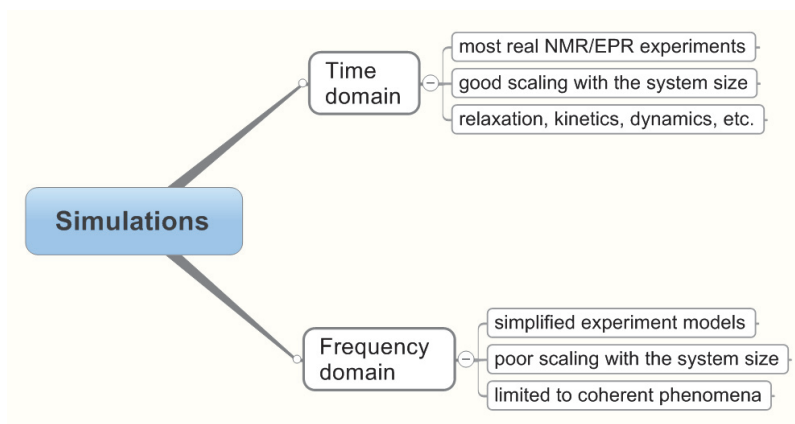 Simulations
Time
domain
most real NMR/EPR experiments
good scaling with the system size
relaxation, kinetics, dynamics, etc.
Frequency
domain
simplified experiment models
poor scaling with the system size
limited to coherent phenomena